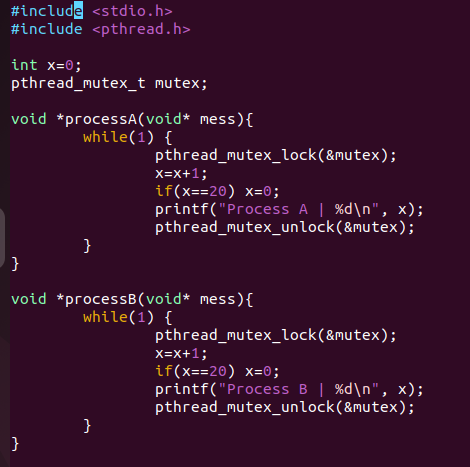 #include <stdio.h>
#include <pthread.h>

int x=0;
pthread_mutex_t mutex;

void *processA(void* mess){
        while(1) {
                pthread_mutex_lock(&mutex);
                x=x+1;
                if(x==20) x=0;
                printf("Process A | %d\n", x);
                pthread_mutex_unlock(&mutex);
        }
}

void *processB(void* mess){
        while(1) {
                pthread_mutex_lock(&mutex);
                x=x+1;
                if(x==20) x=0;
                printf("Process B | %d\n", x);
                pthread_mutex_unlock(&mutex);
        }
}